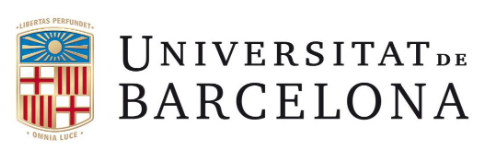 ·LIBERTAS PERFUNDET·
UNIVERSITAT DE
BARCELONA
· OMNIA LUCE ·